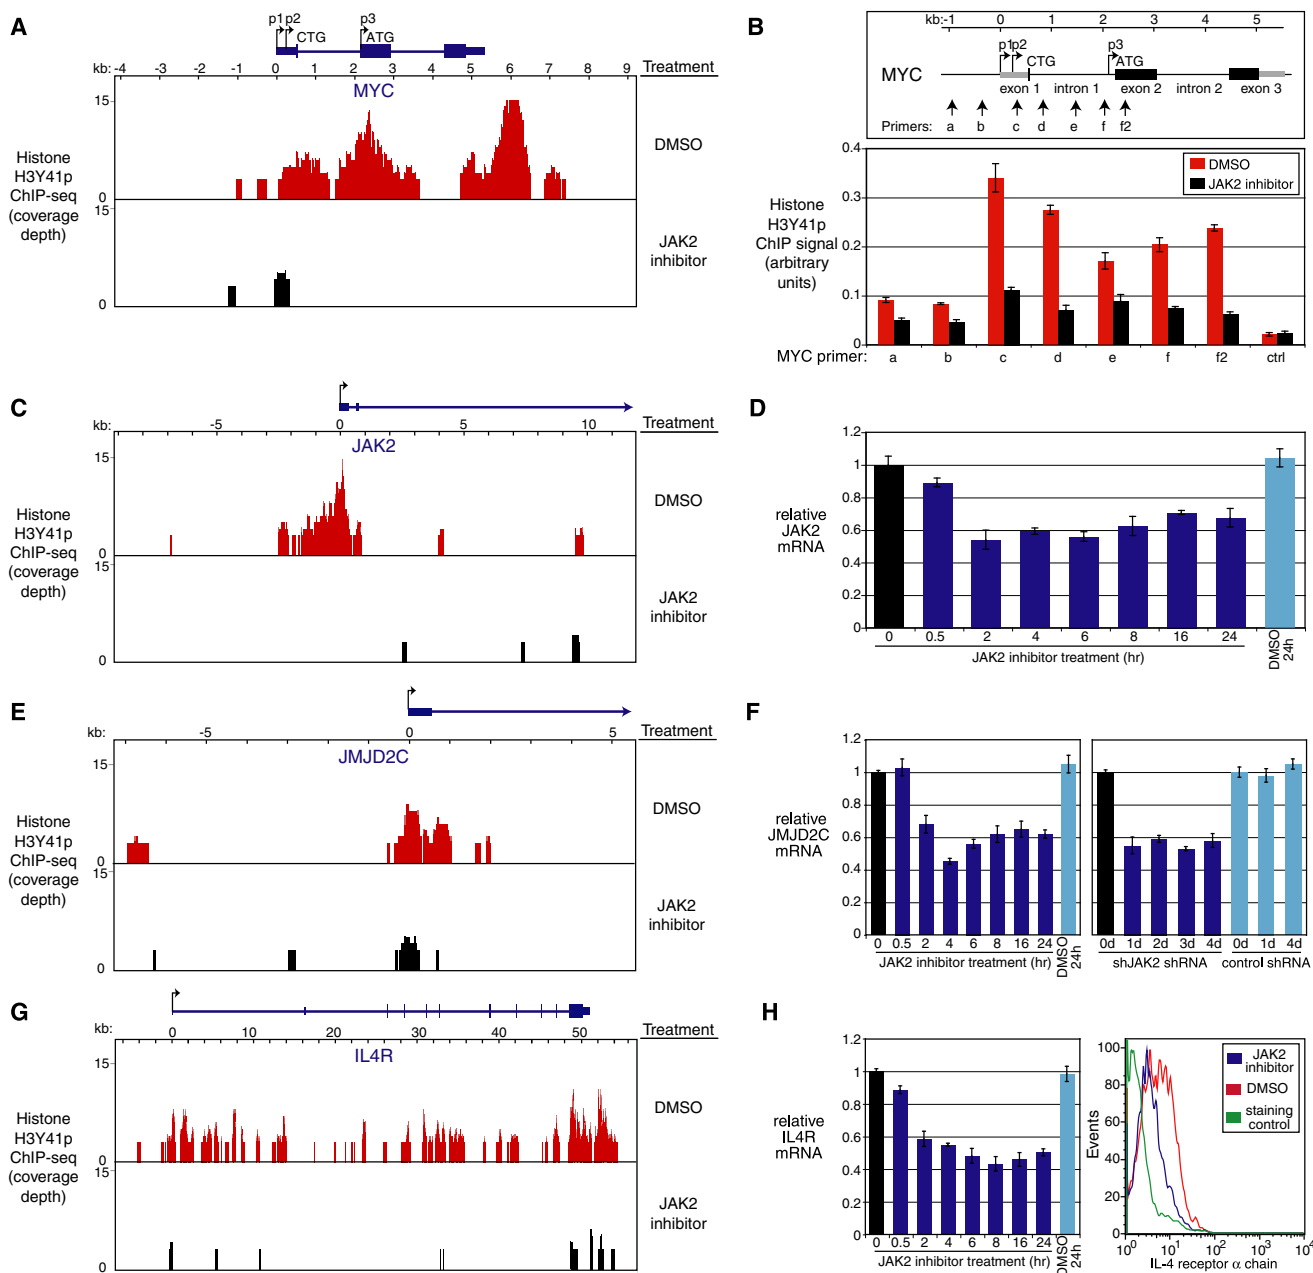 A
p1 p2
CTG
p3
ATG
kb: -4 -3 -2 -1 0 1 2 3 4 5 6 7 8 9 Treatment
MYC
15
DMSO
Histone
H3Y41p
ChIP-seq
(coverage
depth)
0
15
JAK2
inhibitor
0
B
kb: -1 0 1 2 3 4 5
p1 p2
CTG
p3
ATG
MYC
exon 1 intron 1 exon 2 intron 2 exon 3
Primers: a b c d e f f2
0.4
DMSO
JAK2 inhibitor
0.3
Histone
H3Y41p
ChIP signal
(arbitrary
units)
0.2
0.1
0
MYC primer: a b c d e f f2 ctrl
C
kb: -5 0 5 10 Treatment
JAK2
15
DMSO
Histone
H3Y41p
ChIP-seq
(coverage
depth)
0
15
JAK2
inhibitor
0
D
1.2
1
0.8
relative
JAK2
mRNA
0.6
0.4
0.2
0
0 0.5 2 4 6 8 16 24
JAK2 inhibitor treatment (hr)
DMSO
24h
E
kb: -5 0 5 Treatment
JMJD2C
15
DMSO
Histone
H3Y41p
ChIP-seq
(coverage
depth)
0
15
JAK2
inhibitor
0
F
1.2
1
0.8
relative
JMJD2C
mRNA
0.6
0.4
0.2
0
0 0.5 2 4 6 8 16 24
JAK2 inhibitor treatment (hr)
DMSO
24h
0d 1d 2d 3d 4d 0d 1d 4d
shJAK2 shRNA control shRNA
G
kb: 0 10 20 30 40 50 Treatment
IL4R
15
DMSO
Histone
H3Y41p
ChIP-seq
(coverage
depth)
0
15
JAK2
inhibitor
0
H
1.2
1
0.8
relative
IL4R
mRNA
0.6
0.4
0.2
0
0 0.5 2 4 6 8 16 24
JAK2 inhibitor treatment (hr)
DMSO
24h
100
80
60
40
20
0
Events
JAK2
inhibitor
DMSO
staining
control
10⁰ 10¹ 10² 10³ 10⁴
IL-4 receptor α chain